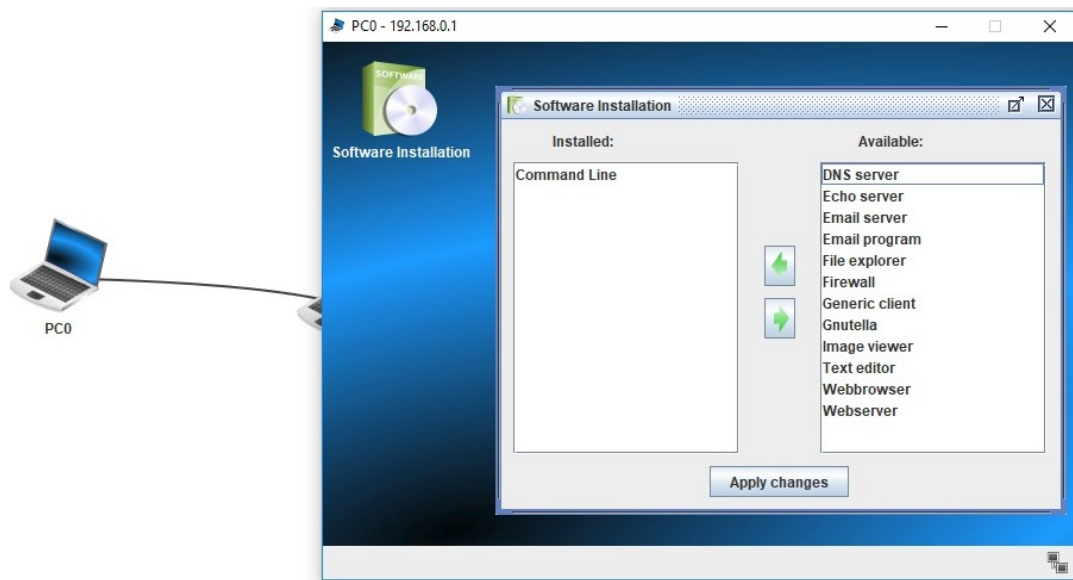 PC0 - 192.168.0.1
SOFTWARE
Software Installation
Software Installation
Installed:
Available:
Command Line
DNS server
Echo server
Email server
Email program
File explorer
Firewall
Generic client
Gnutella
Image viewer
Text editor
Webbrowser
Webserver
Apply changes
PC0